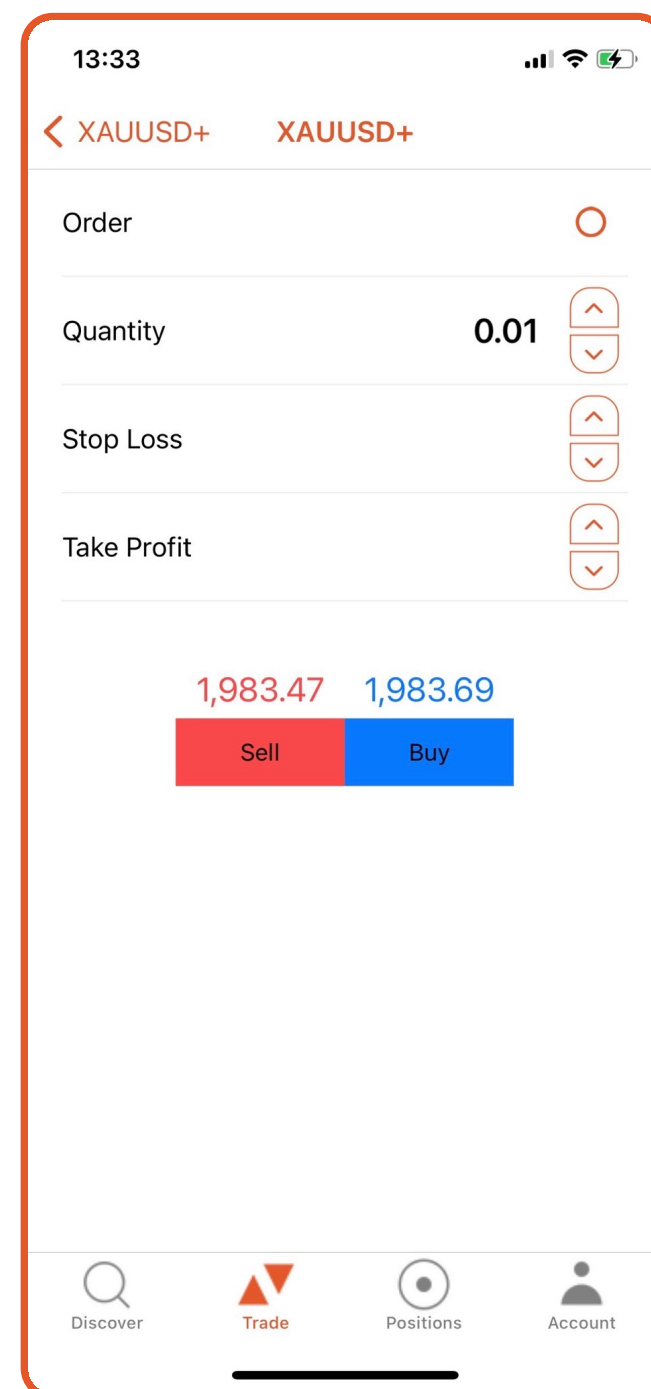 13:33
XAUUSD+ XAUUSD+
Order
Quantity 0.01
Stop Loss
Take Profit
1,983.47 1,983.69
Sell Buy
Discover Trade Positions Account